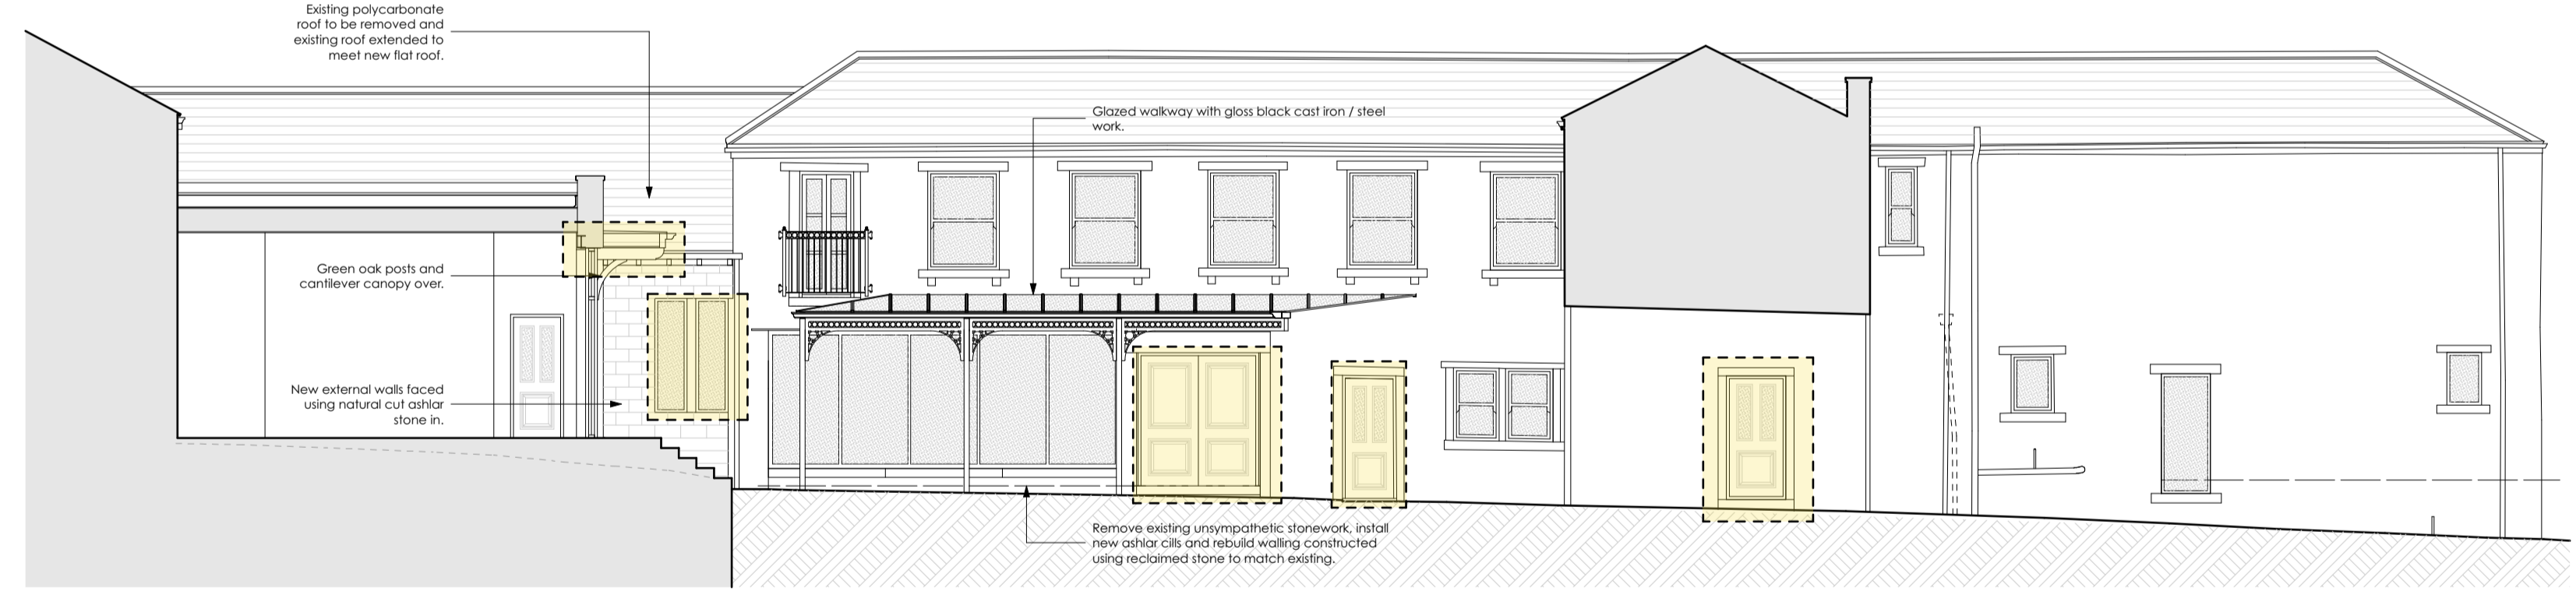 Existing polycarbonate
roof to be removed and
existing roof extended to
meet new flat roof.
Glazed walkway with gloss black cast iron / steel
work.
Green oak posts and
cantilever canopy over.
New external walls faced
using natural cut ashlar
stone in.
Remove existing unsympathetic stonework, install
new ashlar cills and rebuild walling constructed
using reclaimed stone to match existing.